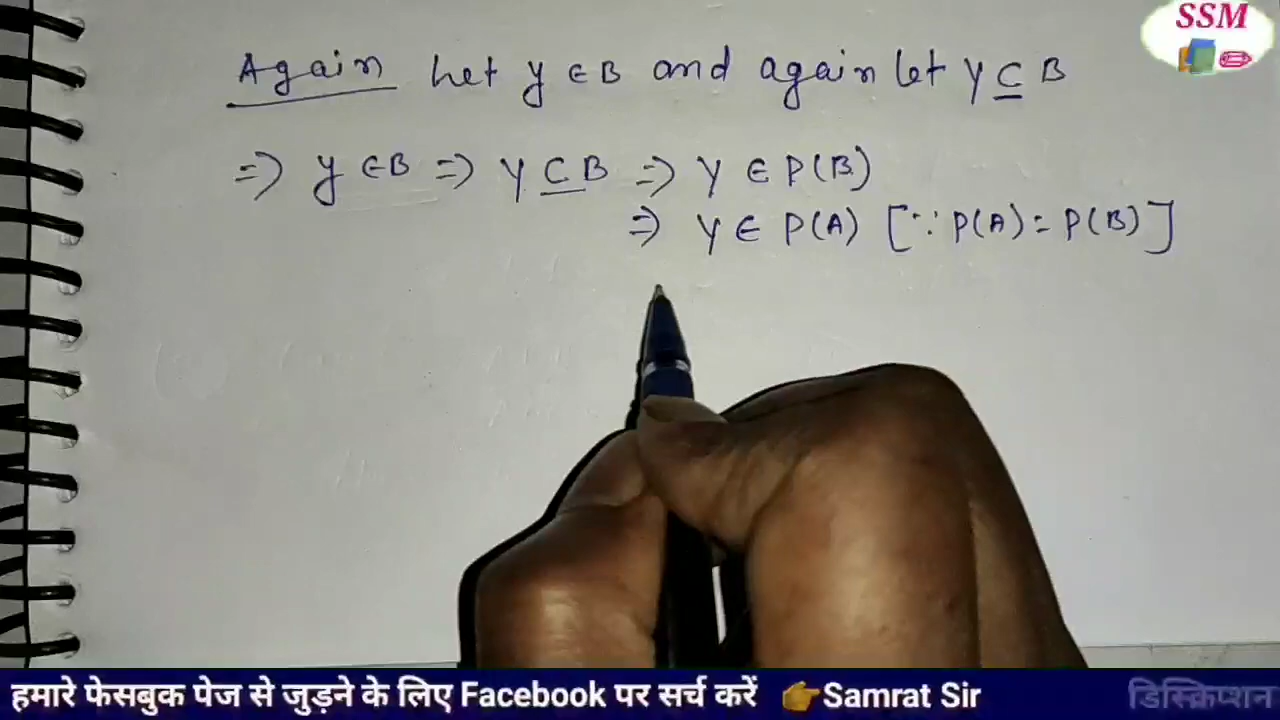 SSM
Again Let y ∈ B and again let Y ⊆ B
⇒ y ∈ B ⇒ Y ⊆ B ⇒ Y ∈ P(B)
⇒ Y ∈ P(A) [∵ P(A) = P(B)]
हमारे फेसबुक पेज से जुड़ने के लिए Facebook पर सर्च करें 👉Samrat Sir डिस्क्रिप्शन